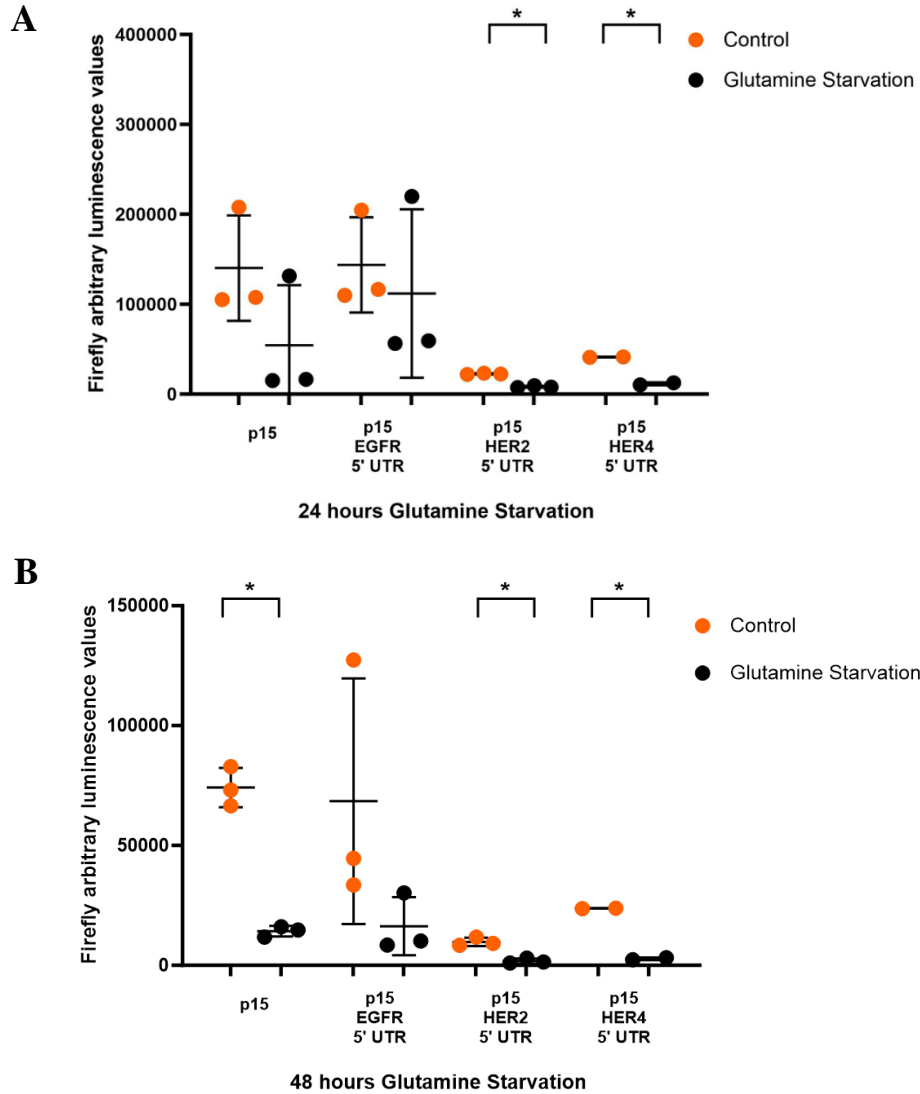 A
* *
Control
Glutamine Starvation
Firefly arbitrary luminescence values
400000
300000
200000
100000
0
p15
p15
EGFR
5' UTR
p15
HER2
5' UTR
p15
HER4
5' UTR
24 hours Glutamine Starvation
B
* * *
Control
Glutamine Starvation
Firefly arbitrary luminescence values
150000
100000
50000
0
p15
p15
EGFR
5' UTR
p15
HER2
5' UTR
p15
HER4
5' UTR
48 hours Glutamine Starvation